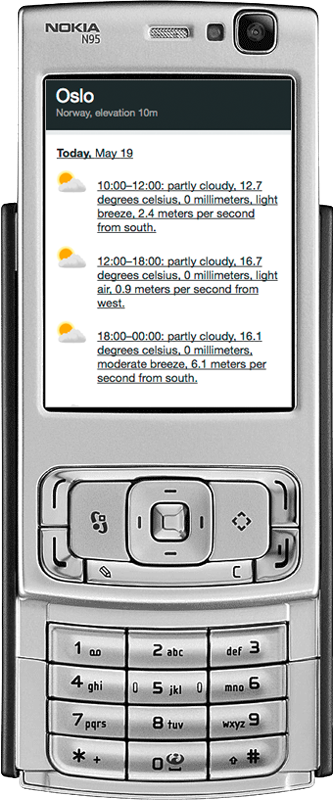 NOKIA
N95
Oslo
Norway, elevation 10m
Today, May 19
10:00–12:00: partly cloudy, 12.7
degrees celsius, 0 millimeters, light
breeze, 2.4 meters per second
from south.
12:00–18:00: partly cloudy, 16.7
degrees celsius, 0 millimeters, light
air, 0.9 meters per second from
west.
18:00–00:00: partly cloudy, 16.1
degrees celsius, 0 millimeters,
moderate breeze, 6.1 meters per
second from south.
C
1 2 abc def 3
4 ghi 5 jkl mno 6
7 pqrs 8 tuv wxyz 9
* + 0 #